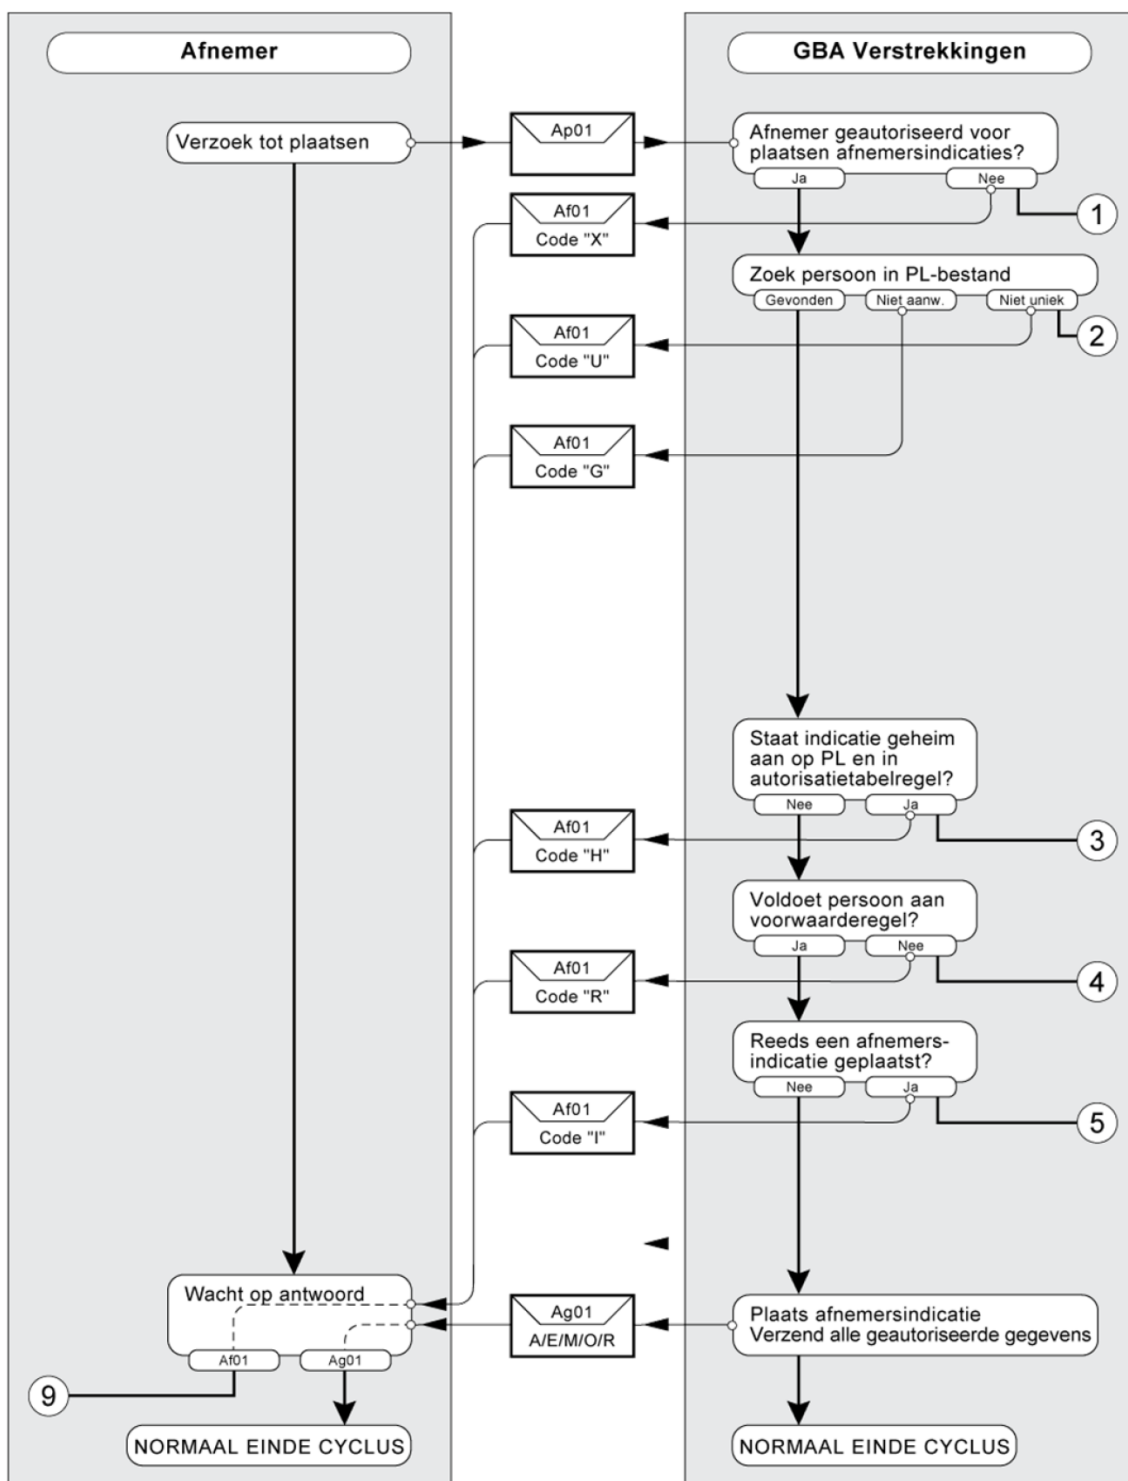 Afnemer
GBA Verstrekkingen
Verzoek tot plaatsen
Ap01
Afnemer geautoriseerd voor
plaatsen afnemersindicaties?
Ja
Nee
1
Af01
Code "X"
Zoek persoon in PL-bestand
Gevonden
Niet aanw.
Niet uniek
2
Af01
Code "U"
Af01
Code "G"
Staat indicatie geheim
aan op PL en in
autorisatietabelregel?
Nee
Ja
3
Af01
Code "H"
Voldoet persoon aan
voorwaarderegel?
Ja
Nee
4
Af01
Code "R"
Reeds een afnemers-
indicatie geplaatst?
Nee
Ja
5
Af01
Code "I"
Wacht op antwoord
Af01
Ag01
9
Ag01
A/E/M/O/R
Plaats afnemersindicatie
Verzend alle geautoriseerde gegevens
NORMAAL EINDE CYCLUS
NORMAAL EINDE CYCLUS